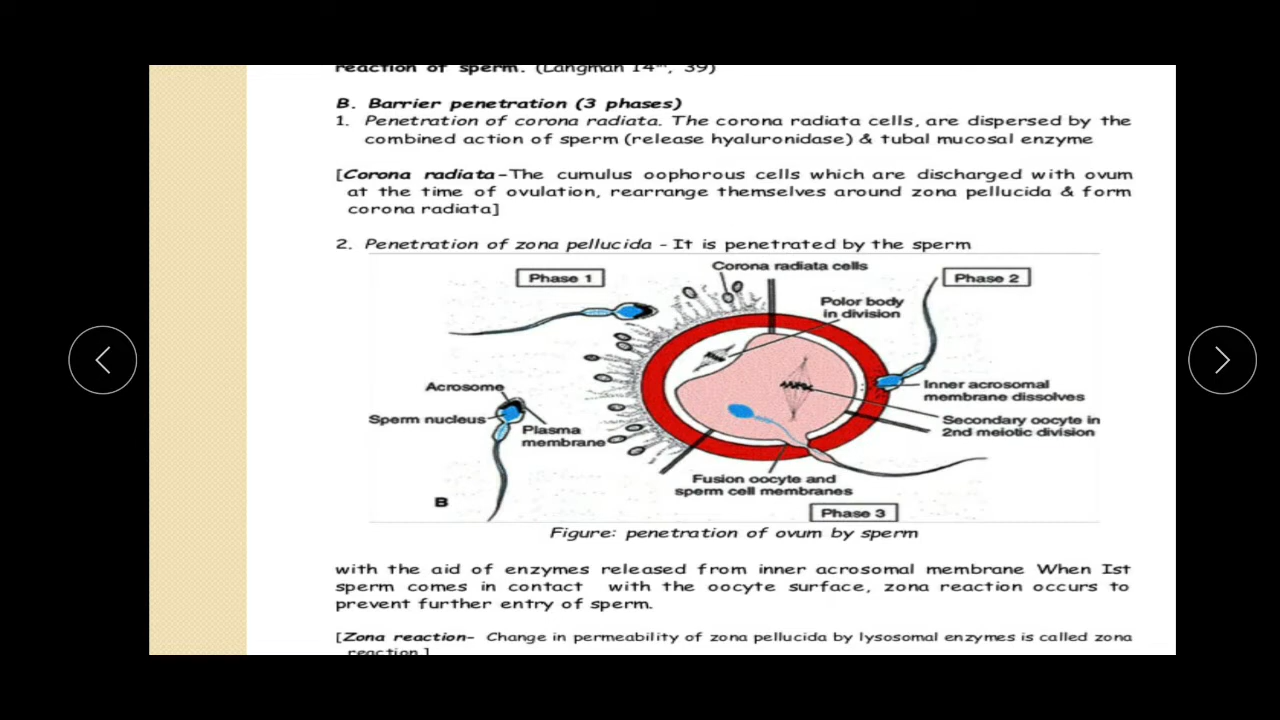 reaction of sperm. (Langman 14th, 39)
B. Barrier penetration (3 phases)
1. Penetration of corona radiata. The corona radiata cells, are dispersed by the
combined action of sperm (release hyaluronidase) & tubal mucosal enzyme
[Corona radiata-The cumulus oophorous cells which are discharged with ovum
at the time of ovulation, rearrange themselves around zona pellucida & form
corona radiata]
2. Penetration of zona pellucida - It is penetrated by the sperm
Phase 1
Corona radiata cells
Phase 2
Polor body
in division
Acrosome
Sperm nucleus
Plasma
membrane
Inner acrosomal
membrane dissolves
Secondary oocyte in
2nd meiotic division
Fusion oocyte and
sperm cell membranes
B
Phase 3
Figure: penetration of ovum by sperm
with the aid of enzymes released from inner acrosomal membrane When Ist
sperm comes in contact with the oocyte surface, zona reaction occurs to
prevent further entry of sperm.
[Zona reaction- Change in permeability of zona pellucida by lysosomal enzymes is called zona
reaction.]